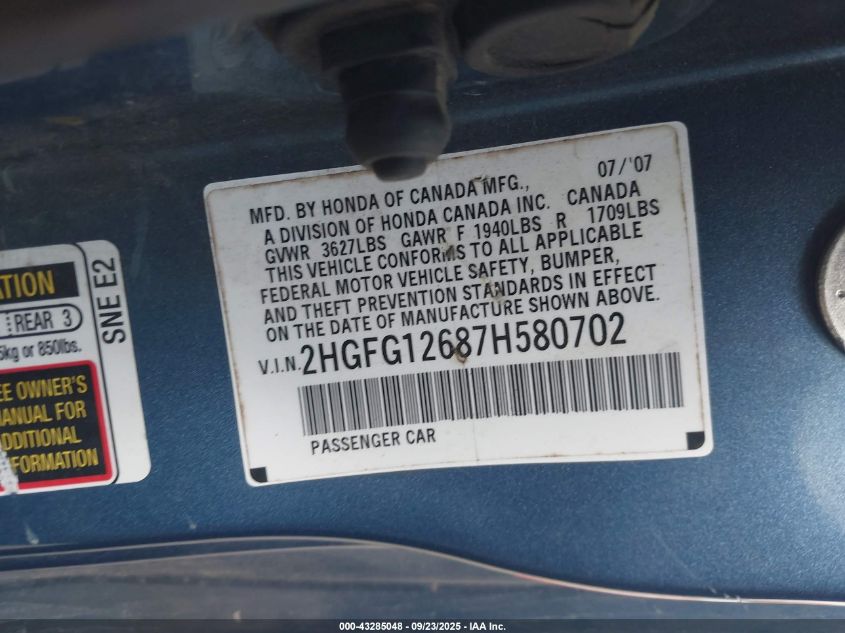 07/'07
MFD. BY HONDA OF CANADA MFG.,
A DIVISION OF HONDA CANADA INC. CANADA
GVWR 3627LBS GAWR F 1940LBS R 1709LBS
THIS VEHICLE CONFORMS TO ALL APPLICABLE
FEDERAL MOTOR VEHICLE SAFETY, BUMPER,
AND THEFT PREVENTION STANDARDS IN EFFECT
ON THE DATE OF MANUFACTURE SHOWN ABOVE.
V.I.N. 2HGFG12687H580702
PASSENGER CAR
REAR 3
kg or 850lbs.
OWNER'S
MANUAL FOR
ADDITIONAL
SNE E2
000-43285048 - 09/23/2025 - IAA Inc.